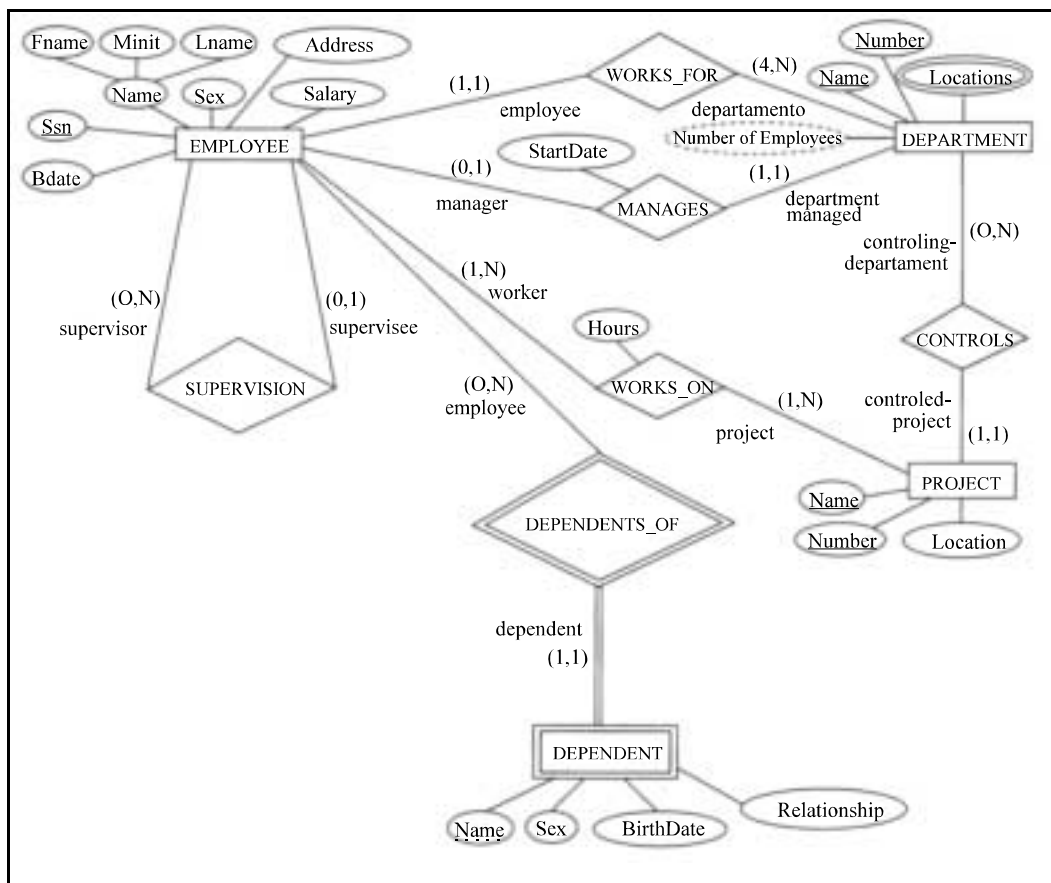 Fname
Minit
Lname
Address
Number
Name
Sex
Salary
(1,1)
WORKS_FOR
(4,N)
Name
Locations
Ssn
employee
departamento
EMPLOYEE
Number of Employees
DEPARTMENT
StartDate
Bdate
(0,1)
manager
MANAGES
(1,1)
department
managed
(O,N)
controling-
departament
(1,N)
worker
(O,N)
supervisor
(0,1)
supervisee
Hours
CONTROLS
SUPERVISION
(O,N)
employee
WORKS_ON
(1,N)
project
controled-
project
(1,1)
PROJECT
Name
Number
Location
DEPENDENTS_OF
dependent
(1,1)
DEPENDENT
Name
Sex
BirthDate
Relationship